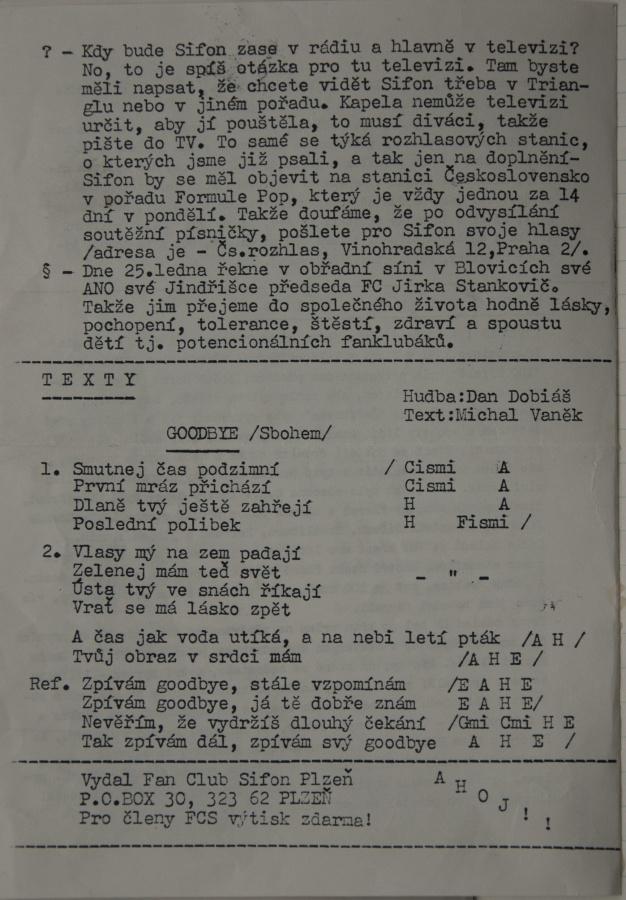 ? - Kdy bude Sifon zase v rádiu a hlavně v televizi?
No, to je spíš otázka pro tu televizi. Tam byste
měli napsat, že chcete vidět Sifon třeba v Trian-
glu nebo v jiném pořadu. Kapela nemůže televizi
určit, aby jí pouštěla, to musí diváci, takže
pište do TV. To samé se týká rozhlasových stanic,
o kterých jsme již psali, a tak jen na doplnění-
Sifon by se měl objevit na stanici Československo
v pořadu Formule Pop, který je vždy jednou za 14
dní v pondělí. Takže doufáme, že po odvysílání
soutěžní písničky, pošlete pro Sifon svoje hlasy
/adresa je - Čs.rozhlas, Vinohradská 12,Praha 2/.
§ - Dne 25.ledna řekne v obřadní síni v Blovicích své
ANO své Jindřišce předseda FC Jirka Stankovič.
Takže jim přejeme do společného života hodně lásky,
pochopení, tolerance, štěstí, zdraví a spoustu
dětí tj. potencionálních fanklubáků.
T E X T Y
Hudba:Dan Dobiáš
Text:Michal Vaněk
GOODBYE /Sbohem/
1. Smutnej čas podzimní / Cismi A
První mráz přichází Cismi A
Dlaně tvý ještě zahřejí H A
Poslední polibek H Fismi /
2. Vlasy mý na zem padají
Zelenej mám teď svět - " -
Ústa tvý ve snách říkají
Vrať se má lásko zpět
A čas jak voda utíká, a na nebi letí pták /A H /
Tvůj obraz v srdci mám /A H E /
Ref. Zpívám goodbye, stále vzpomínám /E A H E
Zpívám goodbye, já tě dobře znám E A H E/
Nevěřím, že vydržíš dlouhý čekání /Gmi Cmi H E
Tak zpívám dál, zpívám svý goodbye A H E /
Vydal Fan Club Sifon Plzeň
P.O.BOX 30, 323 62 PLZEŇ
Pro členy FCS výtisk zdarma!
A H O J ! !